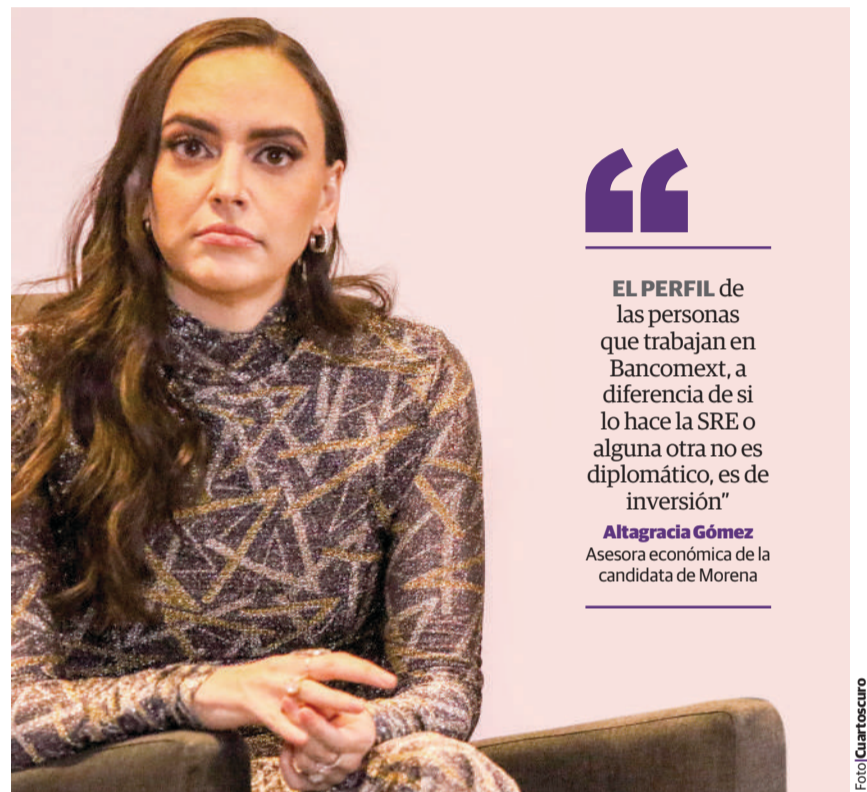 EL PERFIL de
las personas
que trabajan en
Bancomext, a
diferencia de si
lo hace la SRE o
alguna otra no es
diplomático, es de
inversión”
Altagracia Gómez
Asesora económica de la
candidata de Morena
Foto|Cuartoscuro